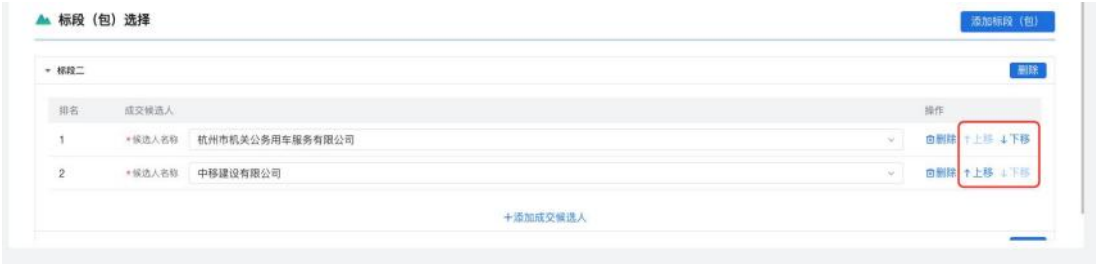 标段（包）选择 添加标段（包）
标段二 删除
排名 成交候选人 操作
1 *候选人名称 杭州市机关公务用车服务有限公司 删除 ↑上移 ↓下移
2 *候选人名称 中移建设有限公司 删除 ↑上移 ↓下移
+添加成交候选人